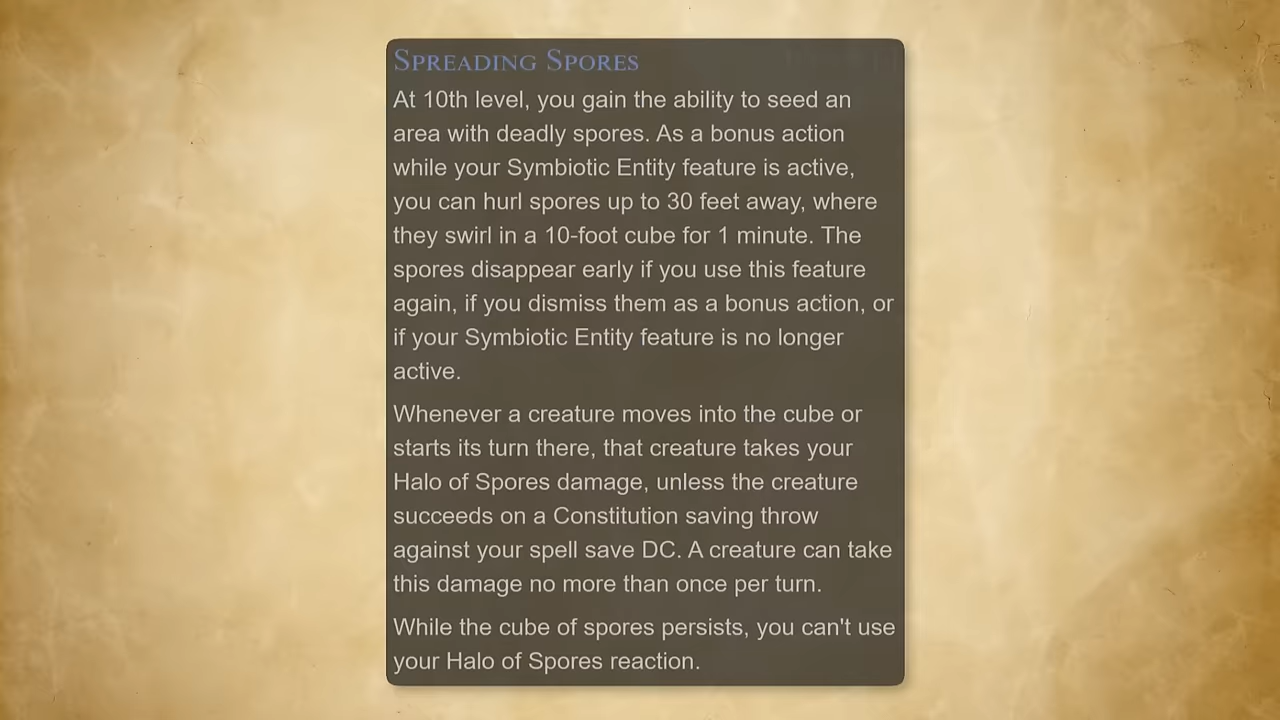 Spreading Spores
At 10th level, you gain the ability to seed an
area with deadly spores. As a bonus action
while your Symbiotic Entity feature is active,
you can hurl spores up to 30 feet away, where
they swirl in a 10-foot cube for 1 minute. The
spores disappear early if you use this feature
again, if you dismiss them as a bonus action, or
if your Symbiotic Entity feature is no longer
active.
Whenever a creature moves into the cube or
starts its turn there, that creature takes your
Halo of Spores damage, unless the creature
succeeds on a Constitution saving throw
against your spell save DC. A creature can take
this damage no more than once per turn.
While the cube of spores persists, you can't use
your Halo of Spores reaction.